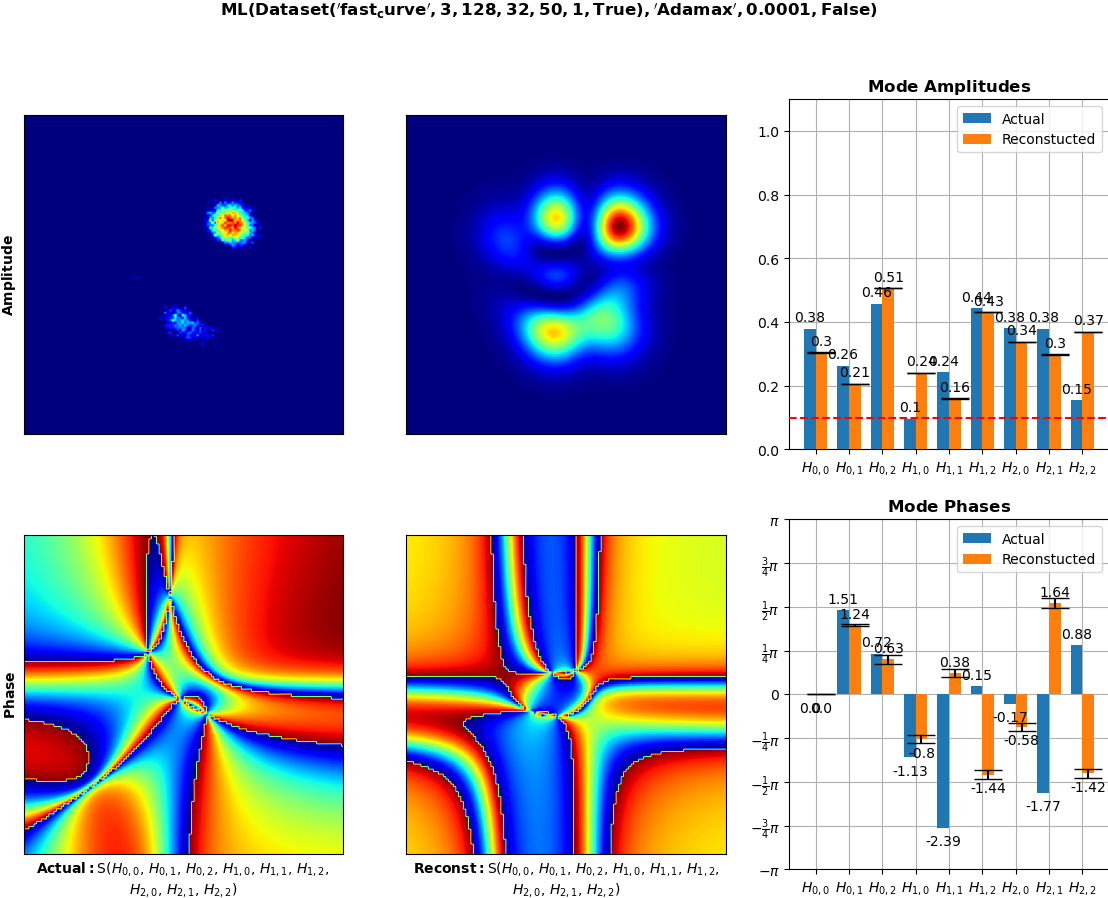 ML(Dataset('fast_curve', 3, 128, 32, 50, 1, True), 'Adamax', 0.0001, False)
Amplitude
Mode Amplitudes
Actual
Reconstucted
1.0
0.8
0.6
0.4
0.2
0.0
0.38
0.3
0.26
0.21
0.46
0.51
0.1
0.24
0.24
0.16
0.44
0.43
0.38
0.34
0.38
0.3
0.15
0.37
H0,0 H0,1 H0,2 H1,0 H1,1 H1,2 H2,0 H2,1 H2,2
Phase
Actual: S(H0,0, H0,1, H0,2, H1,0, H1,1, H1,2,
H2,0, H2,1, H2,2)
Reconst: S(H0,0, H0,1, H0,2, H1,0, H1,1, H1,2,
H2,0, H2,1, H2,2)
Mode Phases
Actual
Reconstucted
π
3/4π
1/2π
1/4π
0
−1/4π
−1/2π
−3/4π
−π
0.0
0.0
1.51
1.24
0.72
0.63
-1.13
-0.8
-2.39
0.38
0.15
-1.44
-0.17
-0.58
-1.77
1.64
0.88
-1.42
H0,0 H0,1 H0,2 H1,0 H1,1 H1,2 H2,0 H2,1 H2,2